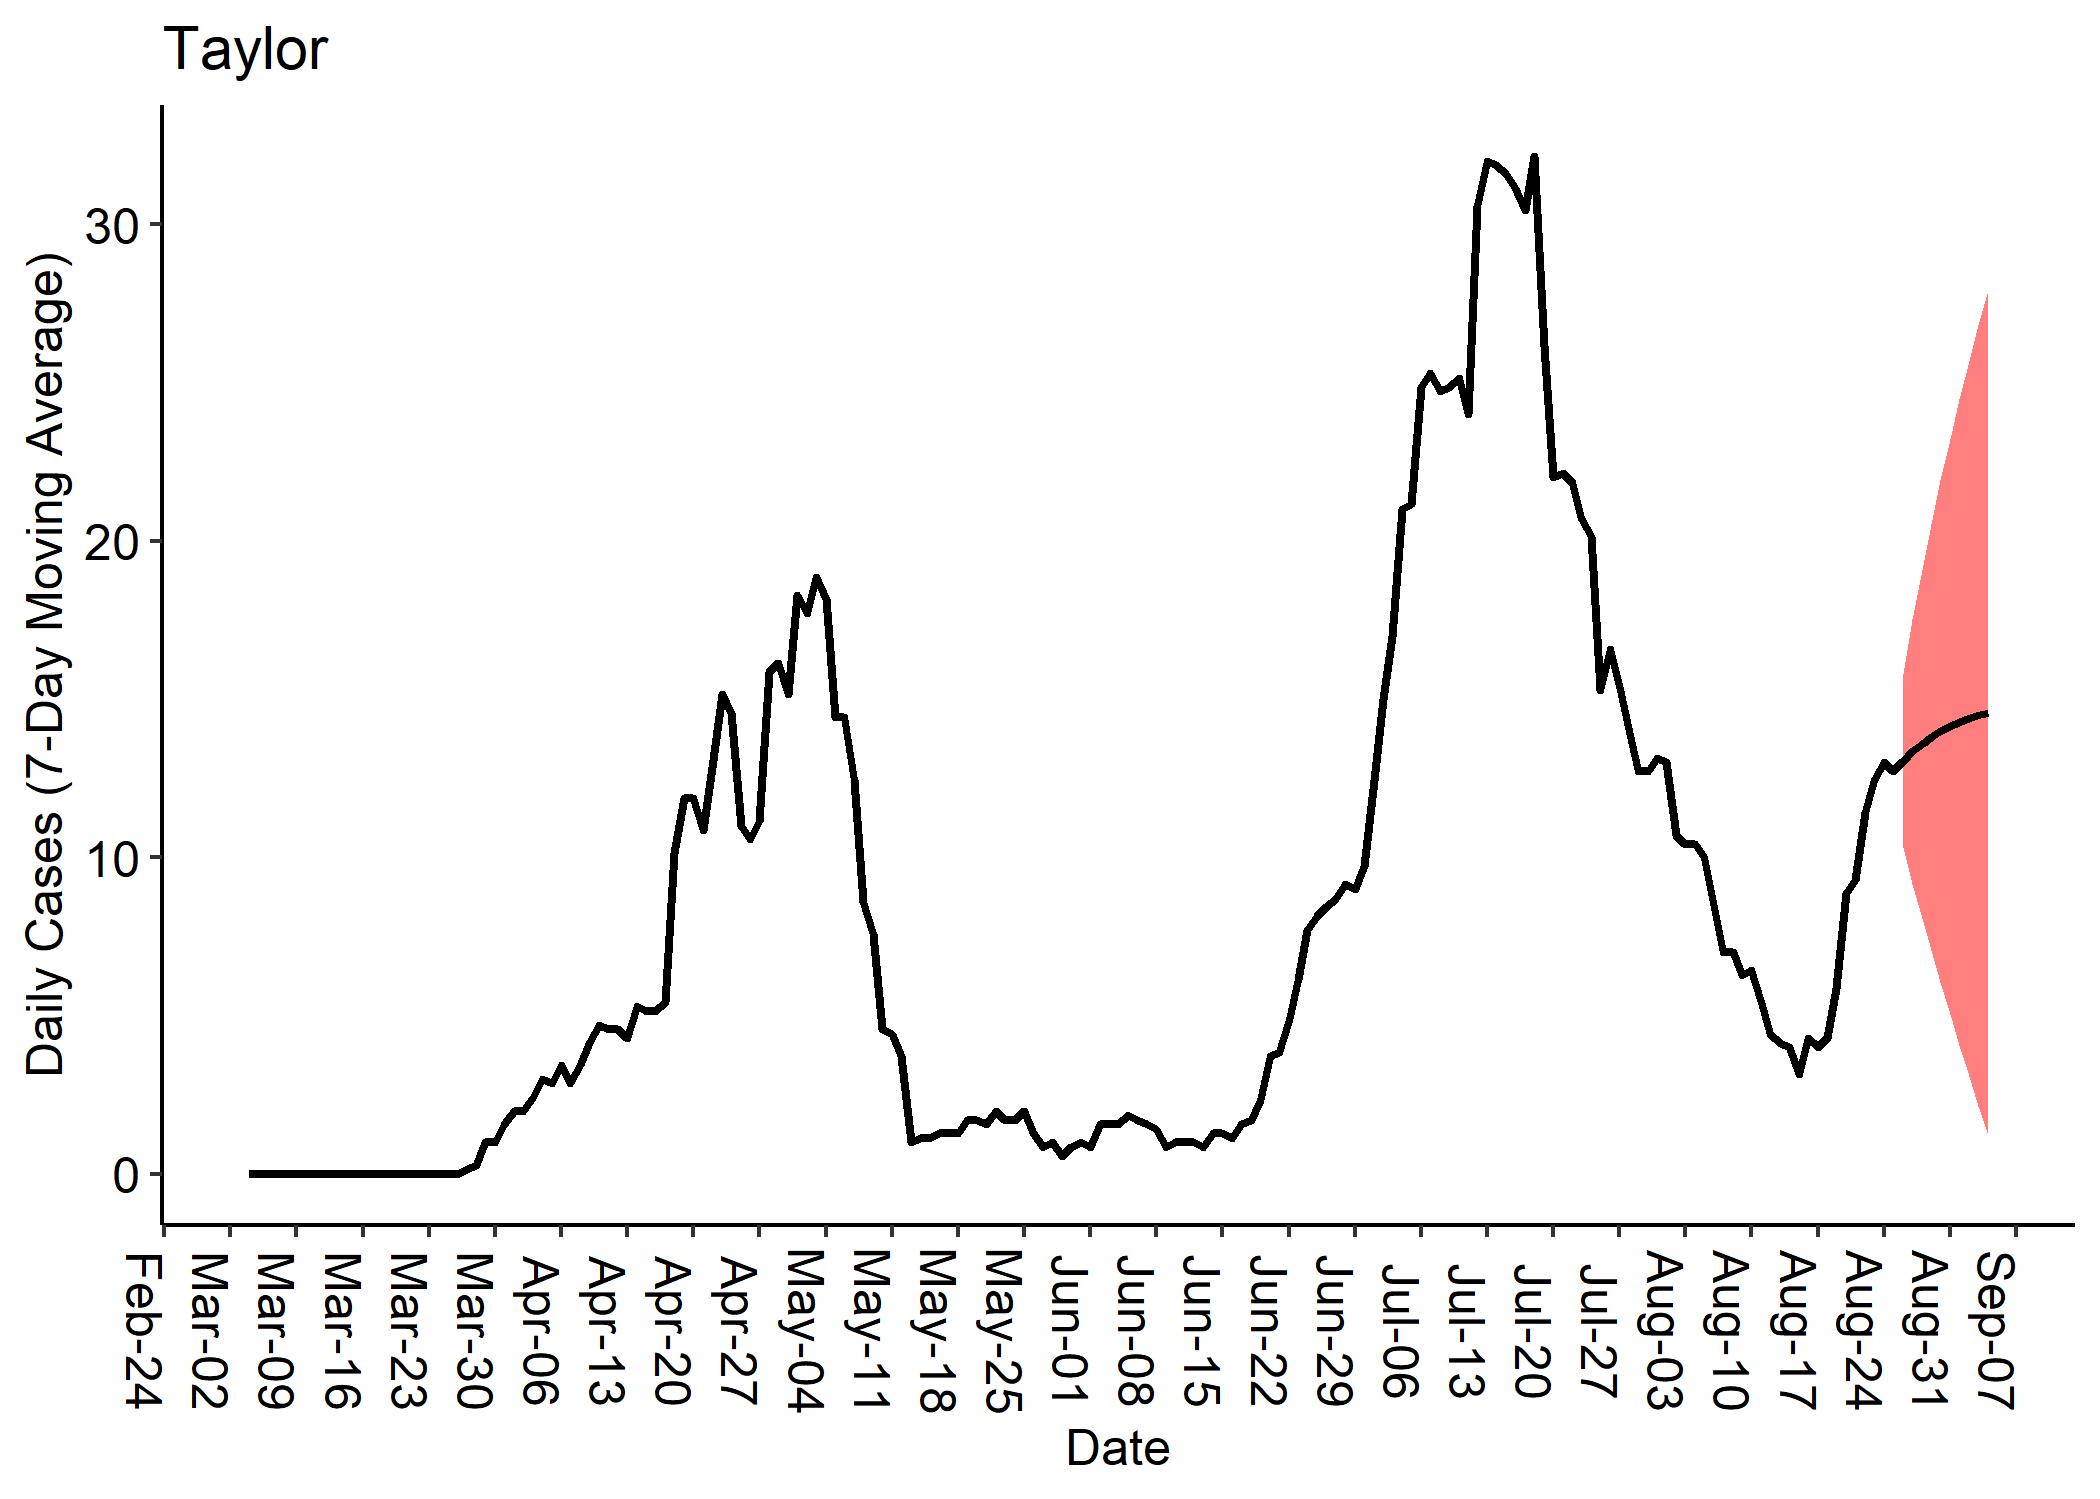 Taylor
Daily Cases (7-Day Moving Average)
30
20
10
0
Feb-24
Mar-02
Mar-09
Mar-16
Mar-23
Mar-30
Apr-06
Apr-13
Apr-20
Apr-27
May-04
May-11
May-18
May-25
Jun-01
Jun-08
Jun-15
Jun-22
Jun-29
Jul-06
Jul-13
Jul-20
Jul-27
Aug-03
Aug-10
Aug-17
Aug-24
Aug-31
Sep-07
Date